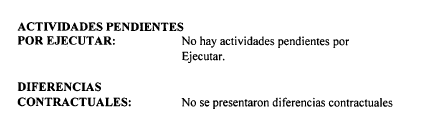 ACTIVIDADES PENDIENTES
POR EJECUTAR: No hay actividades pendientes por
Ejecutar.
DIFERENCIAS
CONTRACTUALES: No se presentaron diferencias contractuales